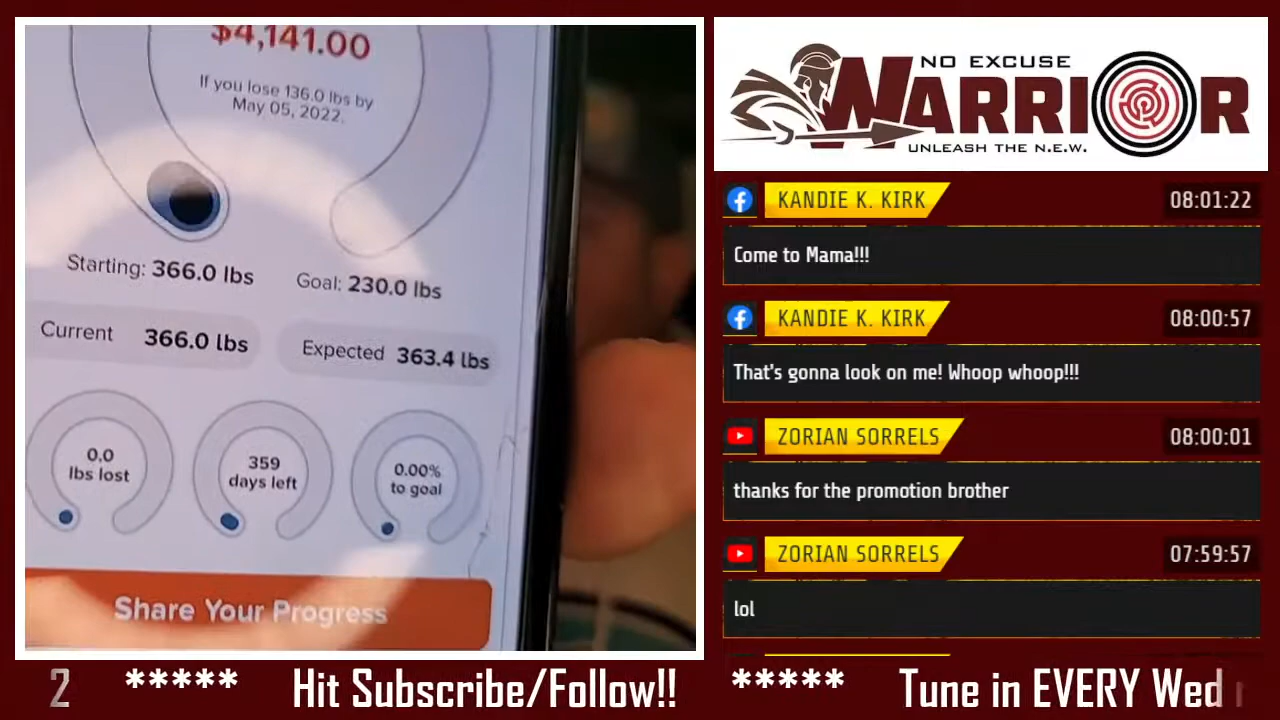 $4,141.00
If you lose 136.0 lbs by
May 05, 2022.
Starting: 366.0 lbs
Goal: 230.0 lbs
Current 366.0 lbs
Expected 363.4 lbs
0.0
lbs lost
359
days left
0.00%
to goal
Share Your Progress
NO EXCUSE
WARRIOR
UNLEASH THE N.E.W.
KANDIE K. KIRK 08:01:22
Come to Mama!!!
KANDIE K. KIRK 08:00:57
That's gonna look on me! Whoop whoop!!!
ZORIAN SORRELS 08:00:01
thanks for the promotion brother
ZORIAN SORRELS 07:59:57
lol
2 ***** Hit Subscribe/Follow!! ***** Tune in EVERY Wed